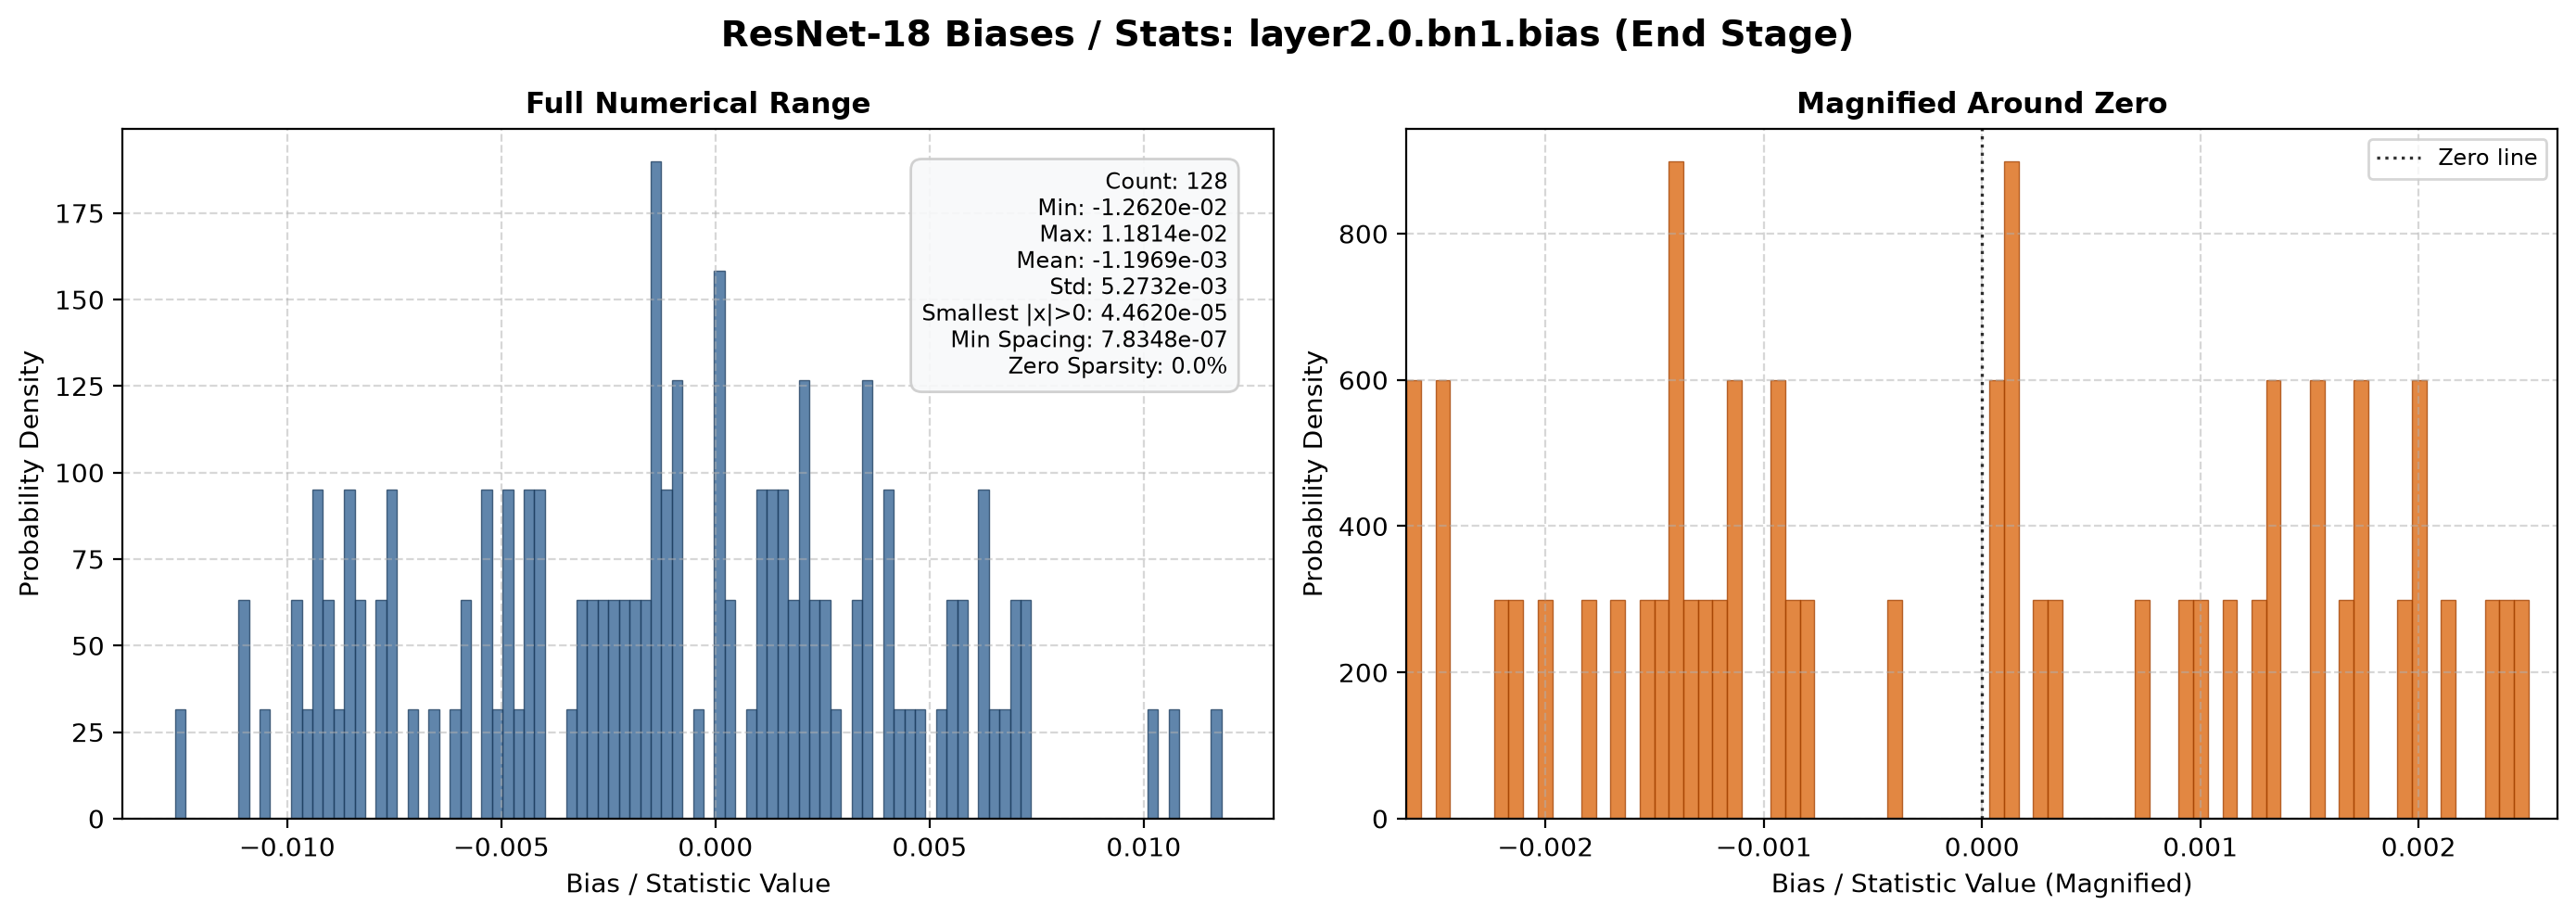 ResNet-18 Biases / Stats: layer2.0.bn1.bias (End Stage)
Full Numerical Range
Probability Density
175
150
125
100
75
50
25
0
Count: 128
Min: -1.2620e-02
Max: 1.1814e-02
Mean: -1.1969e-03
Std: 5.2732e-03
Smallest |x|>0: 4.4620e-05
Min Spacing: 7.8348e-07
Zero Sparsity: 0.0%
−0.010 −0.005 0.000 0.005 0.010
Bias / Statistic Value
Magnified Around Zero
Probability Density
800
600
400
200
0
Zero line
−0.002 −0.001 0.000 0.001 0.002
Bias / Statistic Value (Magnified)